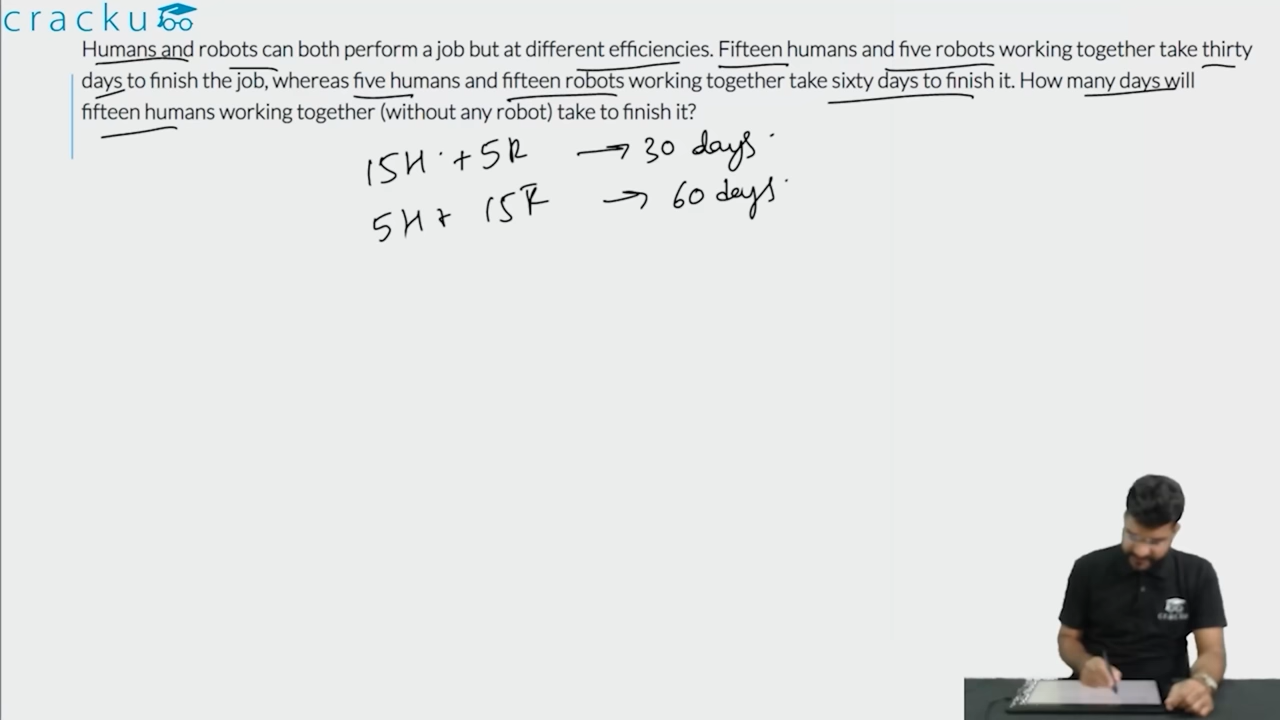 cracku
Humans and robots can both perform a job but at different efficiencies. Fifteen humans and five robots working together take thirty
days to finish the job, whereas five humans and fifteen robots working together take sixty days to finish it. How many days will
fifteen humans working together (without any robot) take to finish it?
15H + 5R → 30 days
5H + 15R → 60 days
cracku